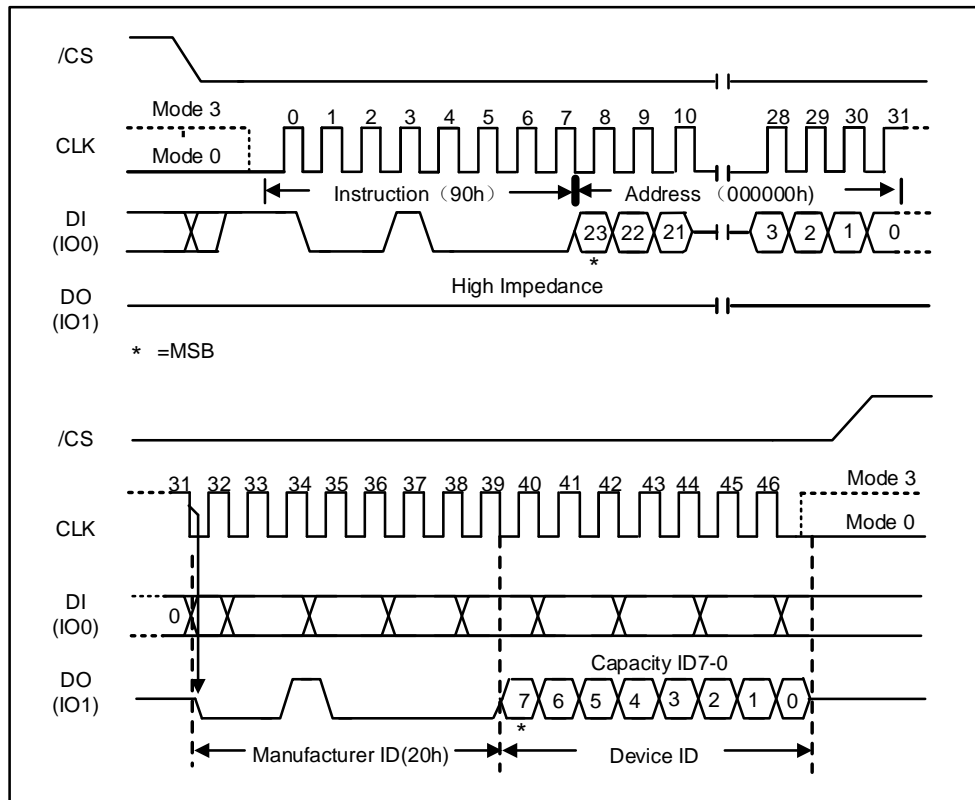 /CS
Mode 3
0 1 2 3 4 5 6 7 8 9 10 28 29 30 31
CLK
Mode 0
Instruction（90h） Address（000000h)
DI
(IO0)
23 22 21 3 2 1 0
*
High Impedance
DO
(IO1)
* =MSB
/CS
31 32 33 34 35 36 37 38 39 40 41 42 43 44 45 46
Mode 3
CLK
Mode 0
DI
(IO0)
0
Capacity ID7-0
DO
(IO1)
7 6 5 4 3 2 1 0
*
Manufacturer ID(20h) Device ID